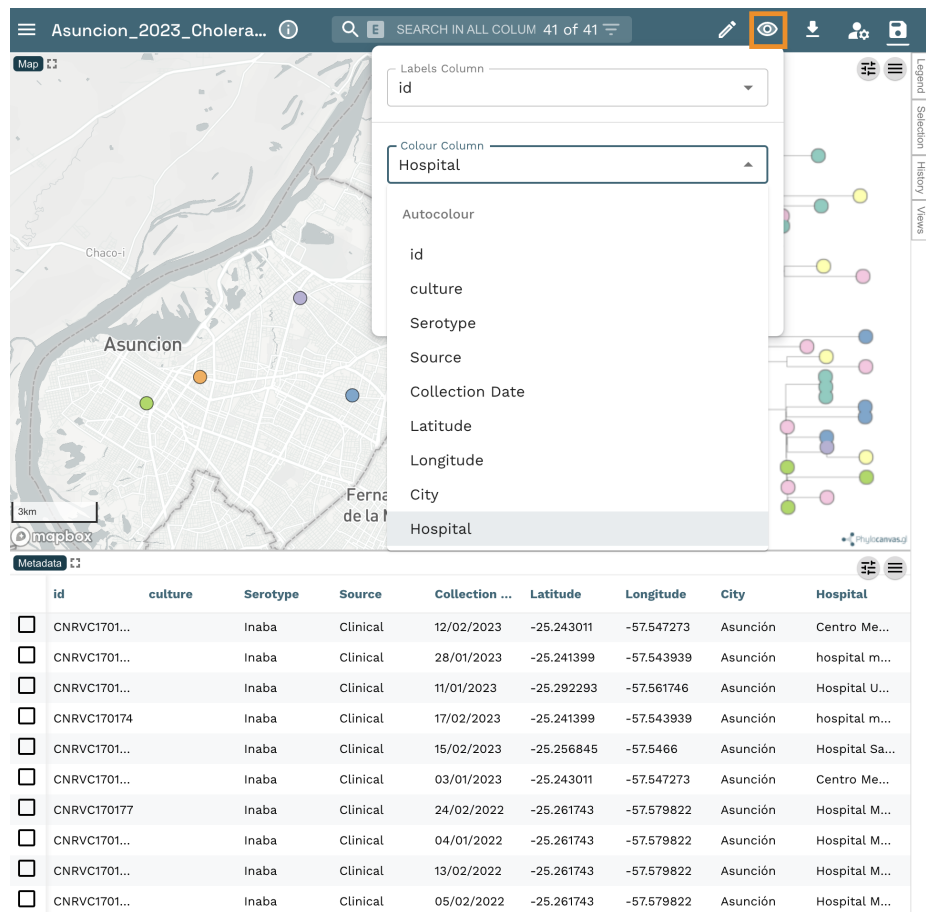 Asuncion_2023_Cholera...
E SEARCH IN ALL COLUM 41 of 41
Map
Labels Column
id
Colour Column
Hospital
Autocolour
id
culture
Serotype
Source
Collection Date
Latitude
Longitude
City
Hospital
Legend
Selection
History
Views
Chaco-i
Asuncion
Ferna
de la M
3km
mapbox
Phylocanvas.gl
Metadata
id culture Serotype Source Collection ... Latitude Longitude City Hospital
CNRVC1701... Inaba Clinical 12/02/2023 -25.243011 -57.547273 Asunción Centro Me...
CNRVC1701... Inaba Clinical 28/01/2023 -25.241399 -57.543939 Asunción hospital m...
CNRVC1701... Inaba Clinical 11/01/2023 -25.292293 -57.561746 Asunción Hospital U...
CNRVC170174 Inaba Clinical 17/02/2023 -25.241399 -57.543939 Asunción hospital m...
CNRVC1701... Inaba Clinical 15/02/2023 -25.256845 -57.5466 Asunción Hospital Sa...
CNRVC1701... Inaba Clinical 03/01/2023 -25.243011 -57.547273 Asunción Centro Me...
CNRVC170177 Inaba Clinical 24/02/2022 -25.261743 -57.579822 Asunción Hospital M...
CNRVC1701... Inaba Clinical 04/01/2022 -25.261743 -57.579822 Asunción Hospital M...
CNRVC1701... Inaba Clinical 13/02/2022 -25.261743 -57.579822 Asunción Hospital M...
CNRVC1701... Inaba Clinical 05/02/2022 -25.261743 -57.579822 Asunción Hospital M...